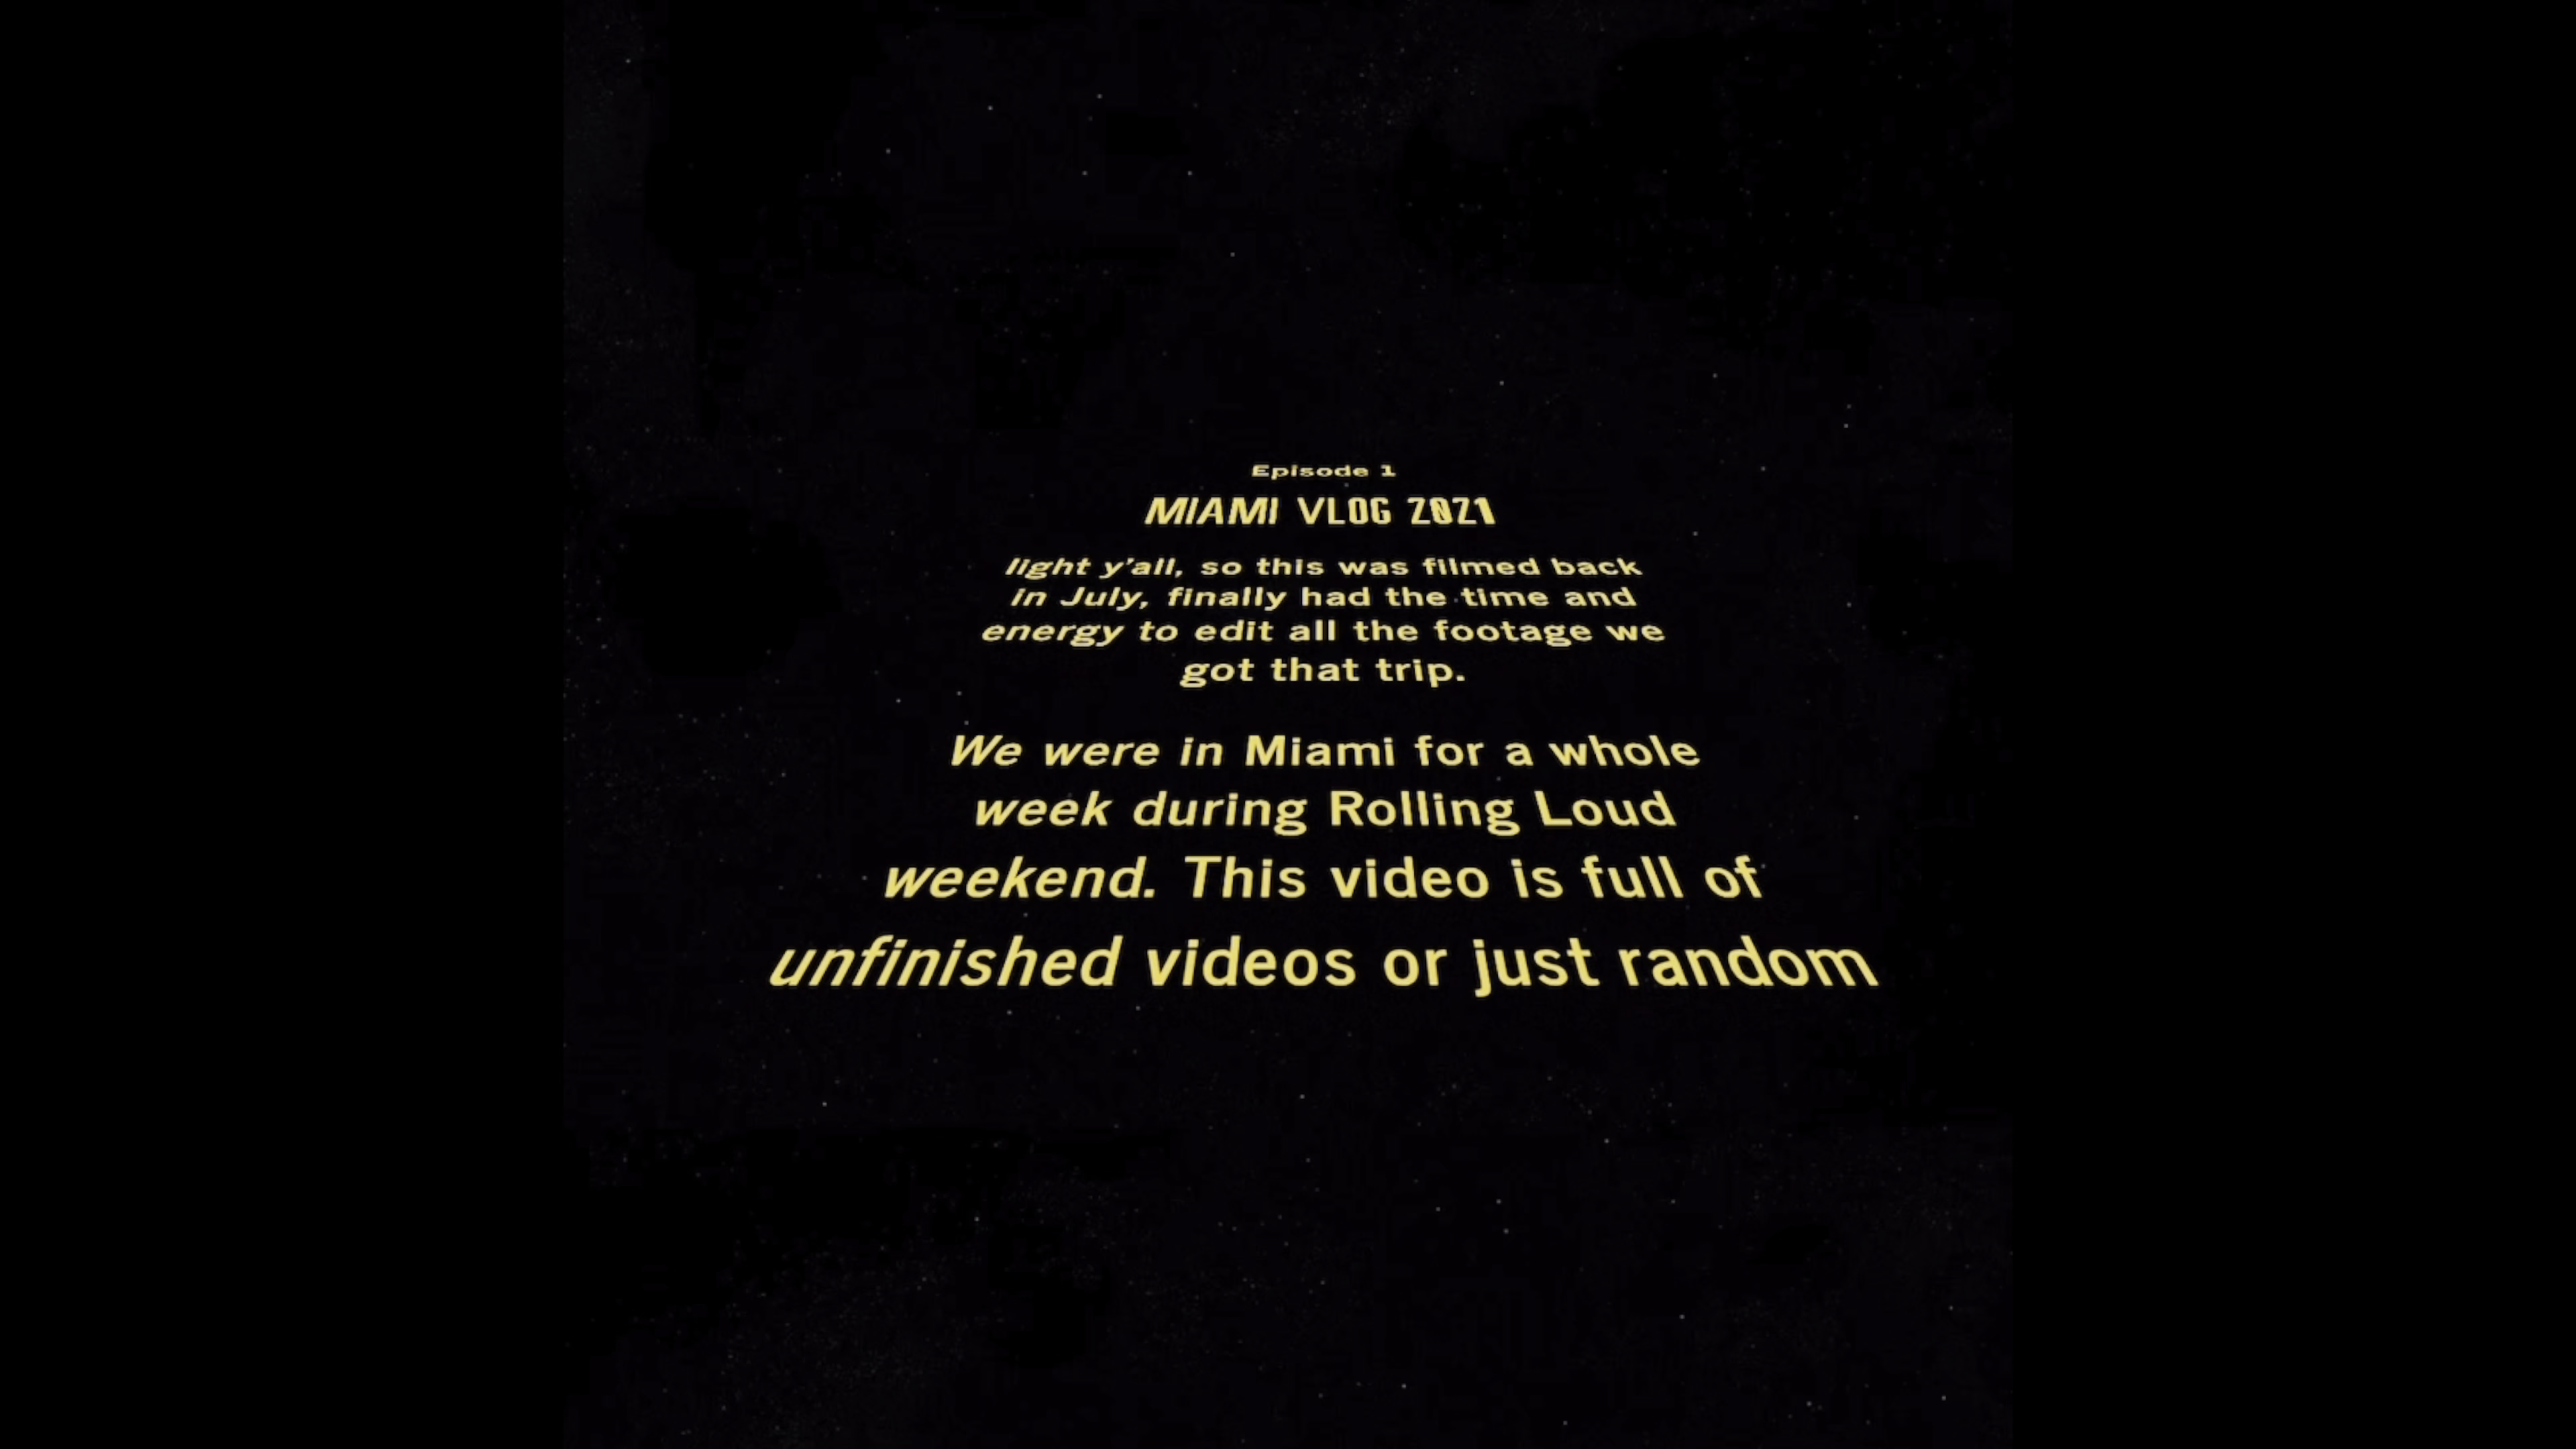 Episode 1
MIAMI VLOG 2021
light y'all, so this was filmed back
in July, finally had the time and
energy to edit all the footage we
got that trip.
We were in Miami for a whole
week during Rolling Loud
weekend. This video is full of
unfinished videos or just random